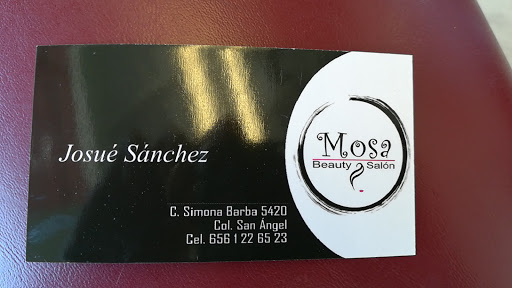 Josué Sánchez
Mosa
Beauty Salón
C. Simona Barba 5420
Col. San Ángel
Cel. 656 1 22 65 23